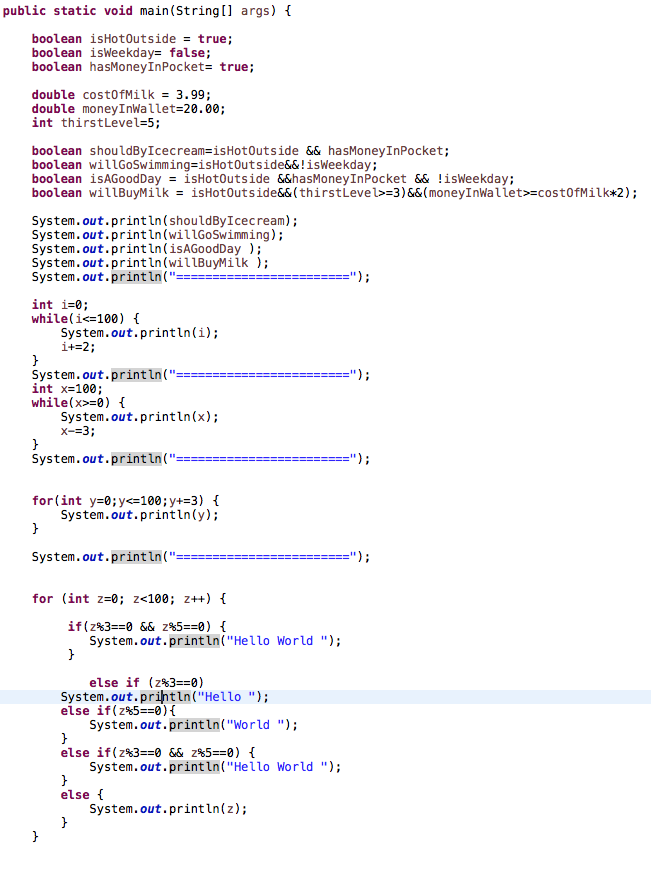 public static void main(String[] args) {
boolean isHotOutside = true;
boolean isWeekday= false;
boolean hasMoneyInPocket= true;
double costOfMilk = 3.99;
double moneyInWallet=20.00;
int thirstLevel=5;
boolean shouldByIcecream=isHotOutside && hasMoneyInPocket;
boolean willGoSwimming=isHotOutside&&!isWeekday;
boolean isAGoodDay = isHotOutside &&hasMoneyInPocket && !isWeekday;
boolean willBuyMilk = isHotOutside&&(thirstLevel>=3)&&(moneyInWallet>=costOfMilk*2);
System.out.println(shouldByIcecream);
System.out.println(willGoSwimming);
System.out.println(isAGoodDay );
System.out.println(willBuyMilk );
System.out.println("========================");
int i=0;
while(i<=100) {
System.out.println(i);
i+=2;
}
System.out.println("========================");
int x=100;
while(x>=0) {
System.out.println(x);
x-=3;
}
System.out.println("========================");
for(int y=0;y<=100;y+=3) {
System.out.println(y);
}
System.out.println("========================");
for (int z=0; z<100; z++) {
if(z%3==0 && z%5==0) {
System.out.println("Hello World ");
}
else if (z%3==0)
System.out.println("Hello ");
else if(z%5==0){
System.out.println("World ");
}
else if(z%3==0 && z%5==0) {
System.out.println("Hello World ");
}
else {
System.out.println(z);
}
}